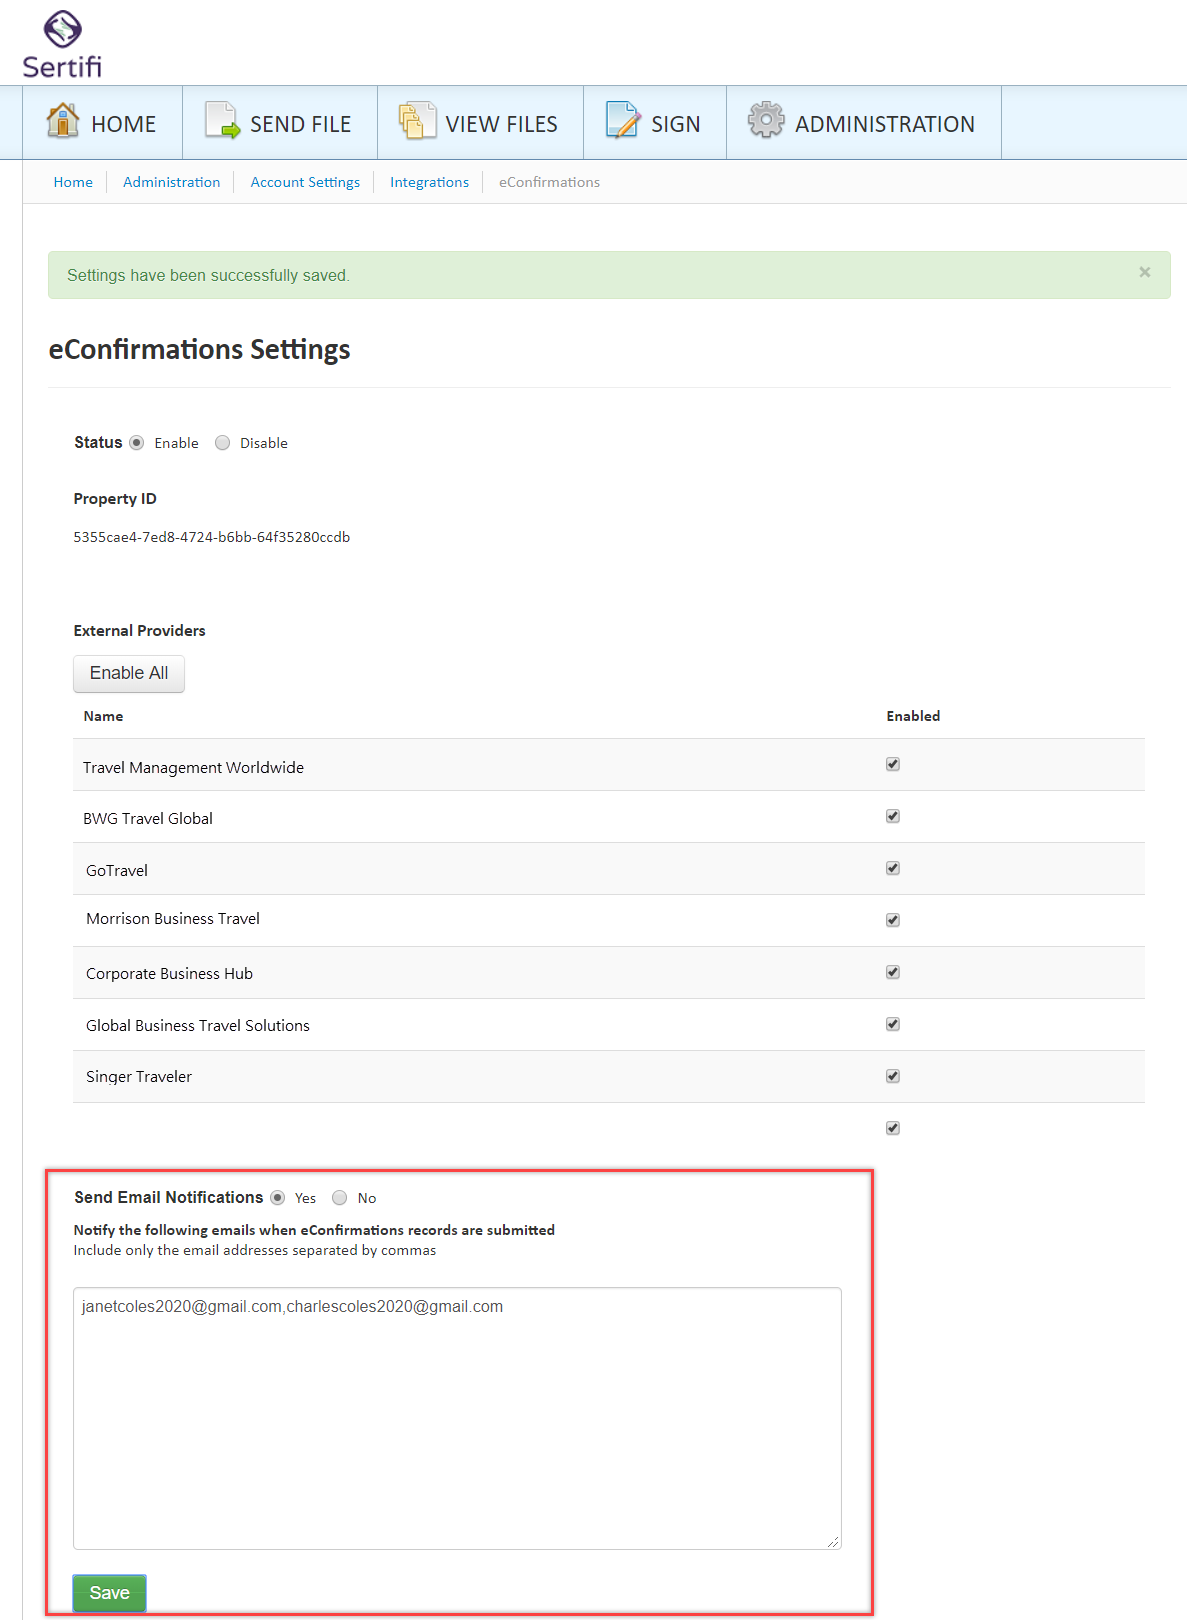 Sertifi
HOME
SEND FILE
VIEW FILES
SIGN
ADMINISTRATION
Home
Administration
Account Settings
Integrations
eConfirmations
Settings have been successfully saved.
×
eConfirmations Settings
Status Enable Disable
Property ID
5355cae4-7ed8-4724-b6bb-64f35280ccdb
External Providers
Enable All
Name Enabled
Travel Management Worldwide
BWG Travel Global
GoTravel
Morrison Business Travel
Corporate Business Hub
Global Business Travel Solutions
Singer Traveler
Send Email Notifications Yes No
Notify the following emails when eConfirmations records are submitted
Include only the email addresses separated by commas
janetcoles2020@gmail.com,charlescoles2020@gmail.com
Save